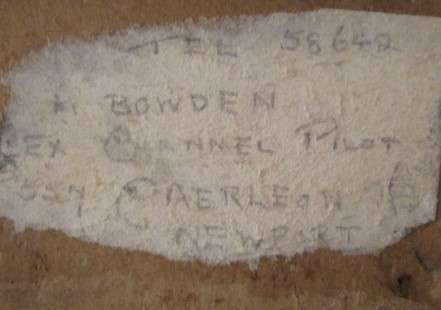 TEL 58642
BOWDEN
EX CHANNEL PILOT
CAERLEON
NEWPORT